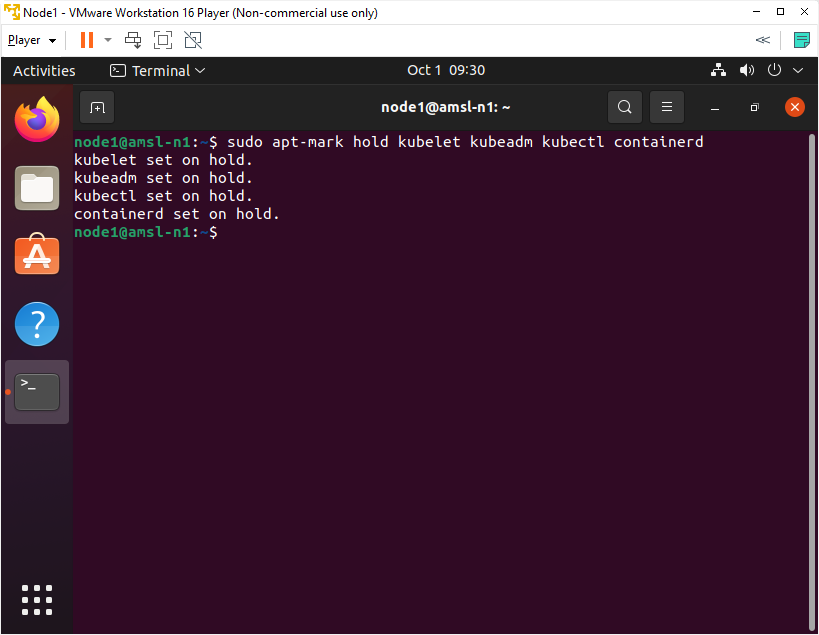 Node1 - VMware Workstation 16 Player (Non-commercial use only)
Player
Activities Terminal Oct 1 09:30
node1@amsl-n1: ~
node1@amsl-n1:~$ sudo apt-mark hold kubelet kubeadm kubectl containerd
kubelet set on hold.
kubeadm set on hold.
kubectl set on hold.
containerd set on hold.
node1@amsl-n1:~$